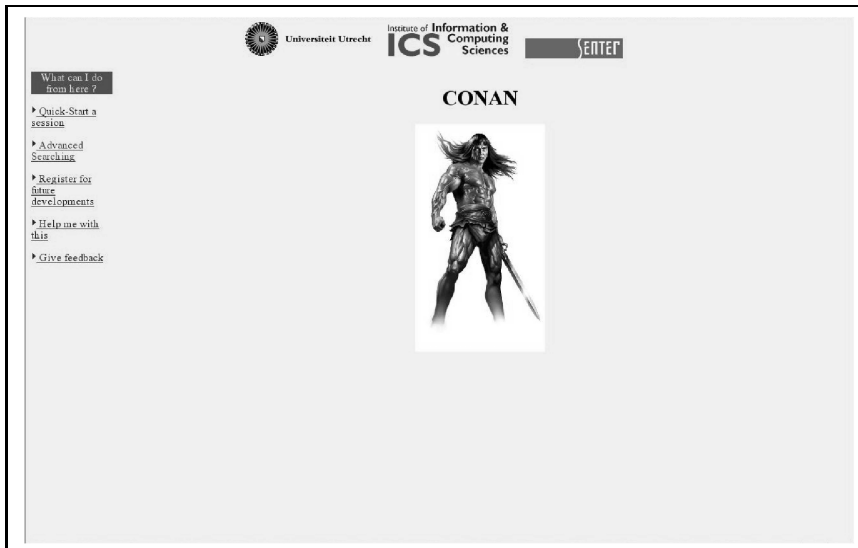 Universiteit Utrecht
Institute of Information &
ICS Computing
Sciences
SENTER
What can I do
from here ?
CONAN
Quick-Start a
session
Advanced
Searching
Register for
future
developments
Help me with
this
Give feedback